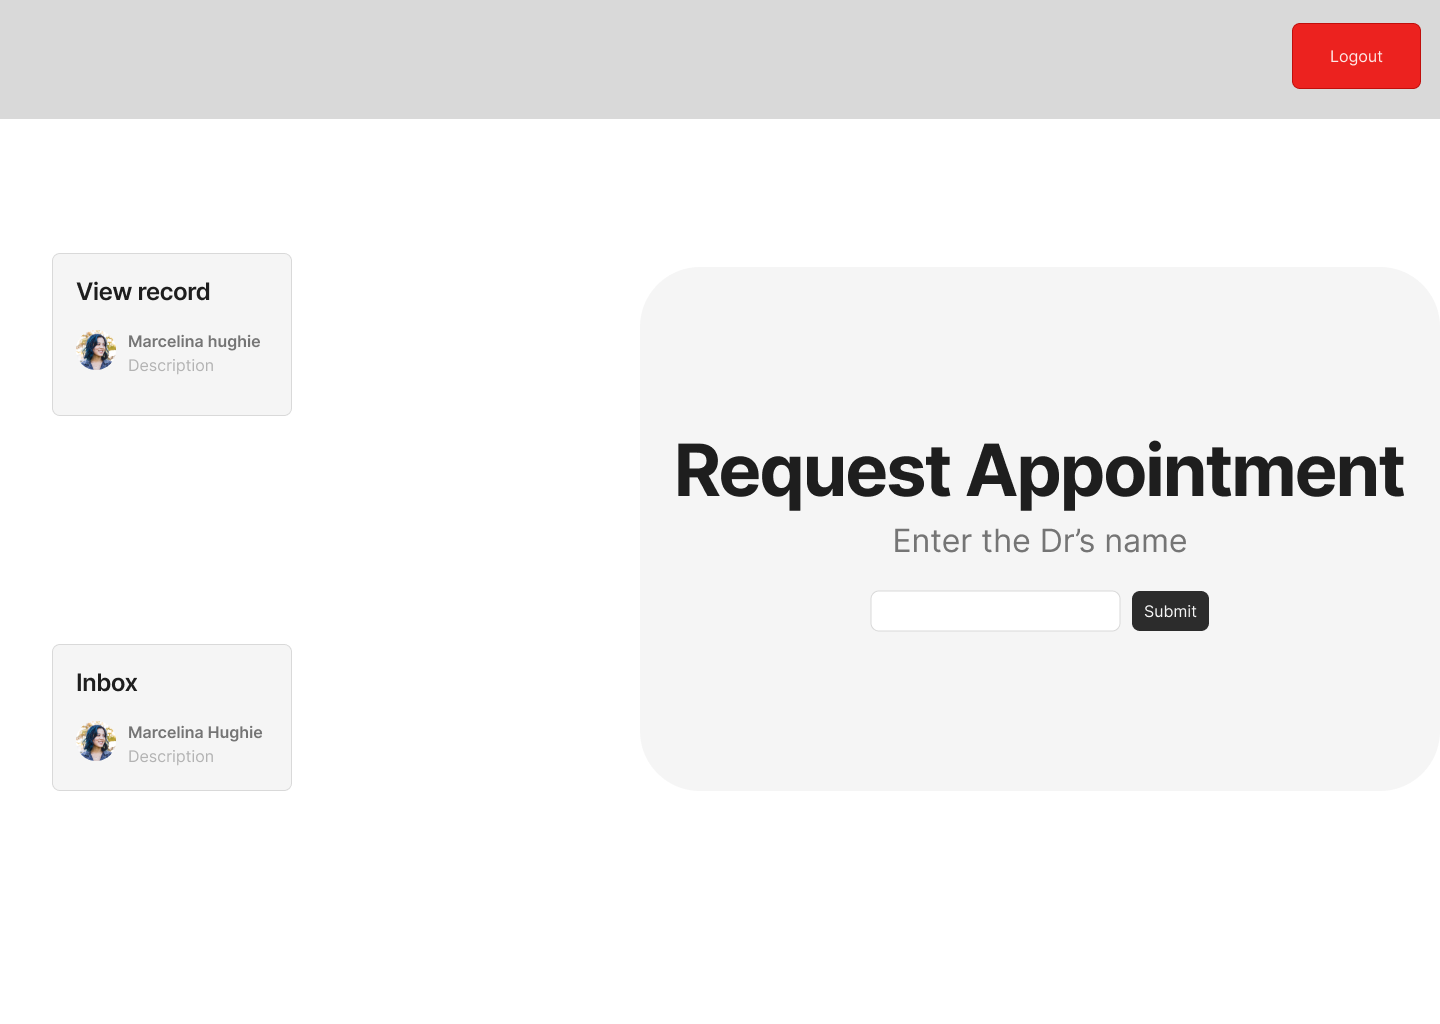 Logout
View record
Marcelina hughie
Description
Request Appointment
Enter the Dr’s name
Submit
Inbox
Marcelina Hughie
Description